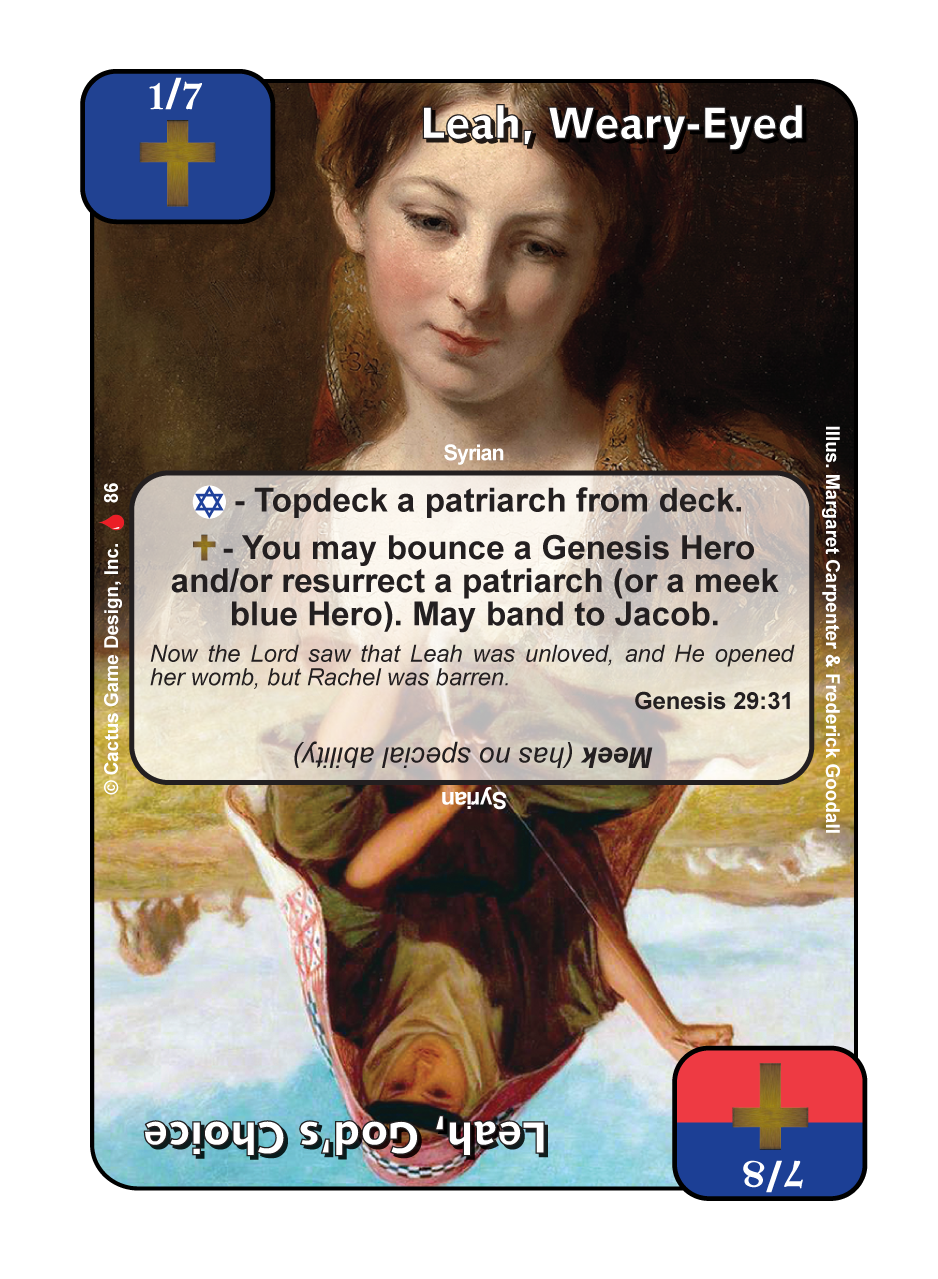 1/7
Leah, Weary-Eyed
Syrian
- Topdeck a patriarch from deck.
- You may bounce a Genesis Hero
and/or resurrect a patriarch (or a meek
blue Hero). May band to Jacob.
Now the Lord saw that Leah was unloved, and He opened
her womb, but Rachel was barren.
Genesis 29:31
Meek (has no special ability)
Syrian
Leah, God's Choice
7/8
© Cactus Game Design, Inc. 86
Illus. Margaret Carpenter & Frederick Goodall